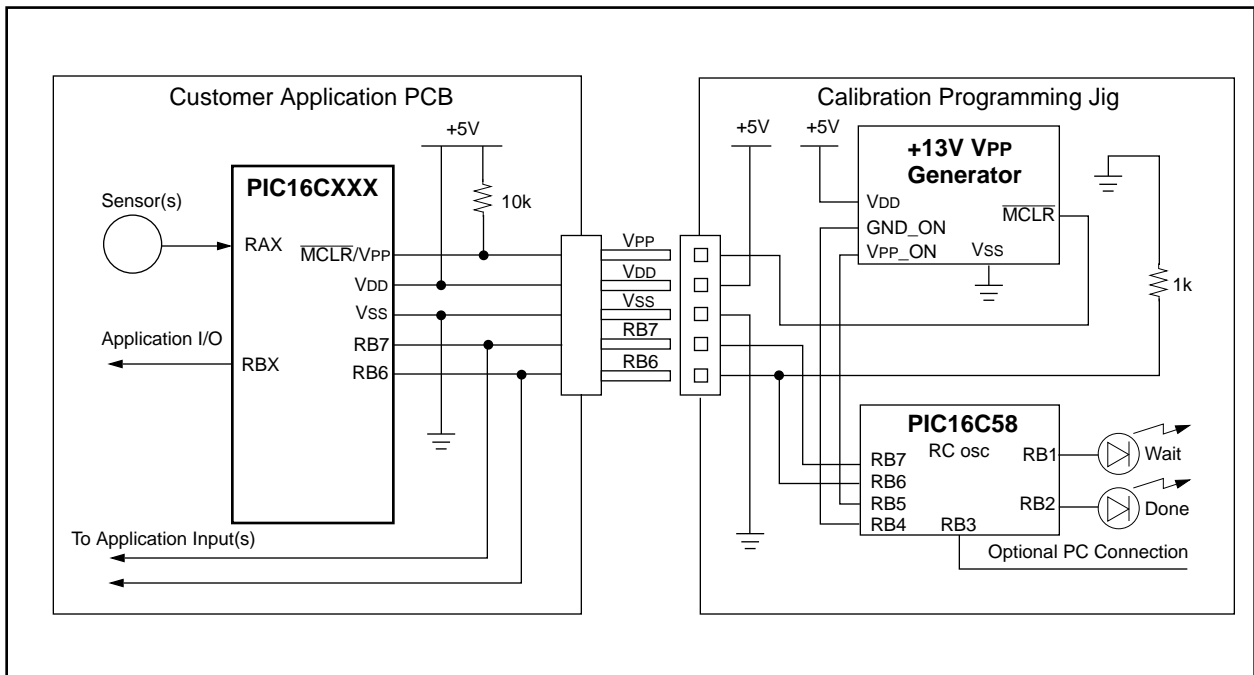 Customer Application PCB
+5V
PIC16CXXX
10k
Sensor(s)
RAX
MCLR/VPP
VDD
VSS
Application I/O
RBX
RB7
RB6
To Application Input(s)
VPP
VDD
VSS
RB7
RB6
Calibration Programming Jig
+5V
+5V
+13V VPP
Generator
VDD
MCLR
GND_ON
VPP_ON
VSS
1k
PIC16C58
RC osc
RB7
RB6
RB5
RB4
RB3
RB1
Wait
RB2
Done
Optional PC Connection